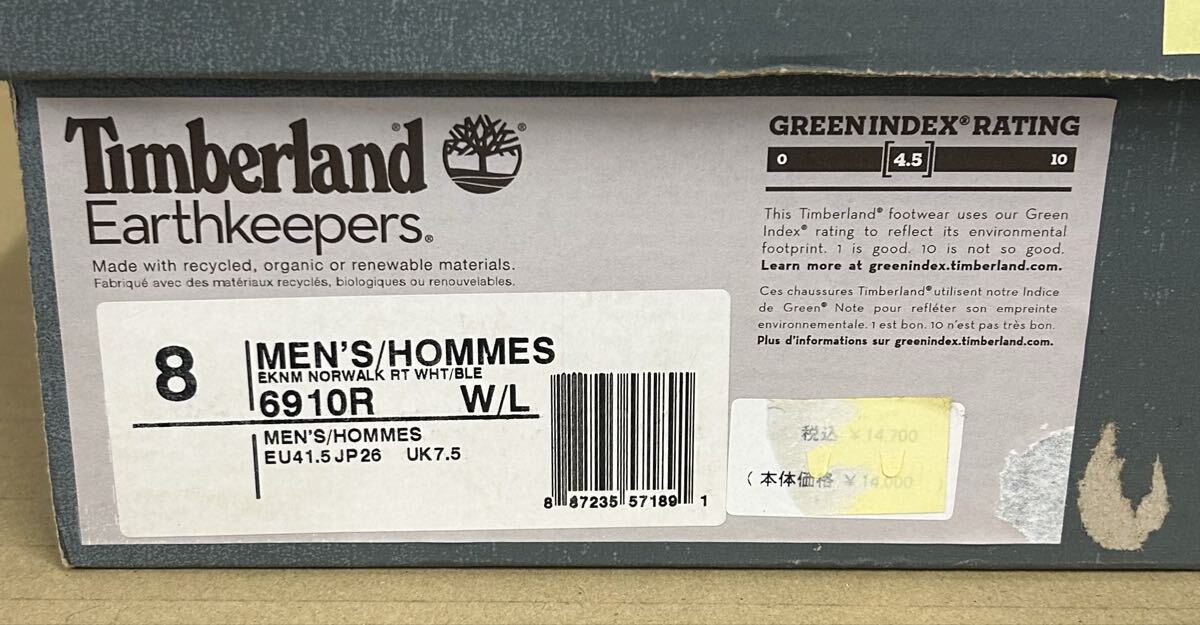 Timberland®
®
Earthkeepers®
Made with recycled, organic or renewable materials.
Fabriqué avec des matériaux recyclés, biologiques ou renouvelables.
8
MEN'S/HOMMES
EKNM NORWALK RT WHT/BLE
6910R W/L
MEN'S/HOMMES
EU41.5 JP26 UK7.5
8 87235 57189 1
GREEN INDEX® RATING
0 [4.5] 10
This Timberland® footwear uses our Green
Index® rating to reflect its environmental
footprint. 1 is good. 10 is not so good.
Learn more at greenindex.timberland.com.
Ces chaussures Timberland® utilisent notre Indice
de Green® Note pour refléter son empreinte
environnementale. 1 est bon. 10 n'est pas très bon.
Plus d'informations sur greenindex.timberland.com.
税込 ¥14,700
(本体価格 ¥14,000)